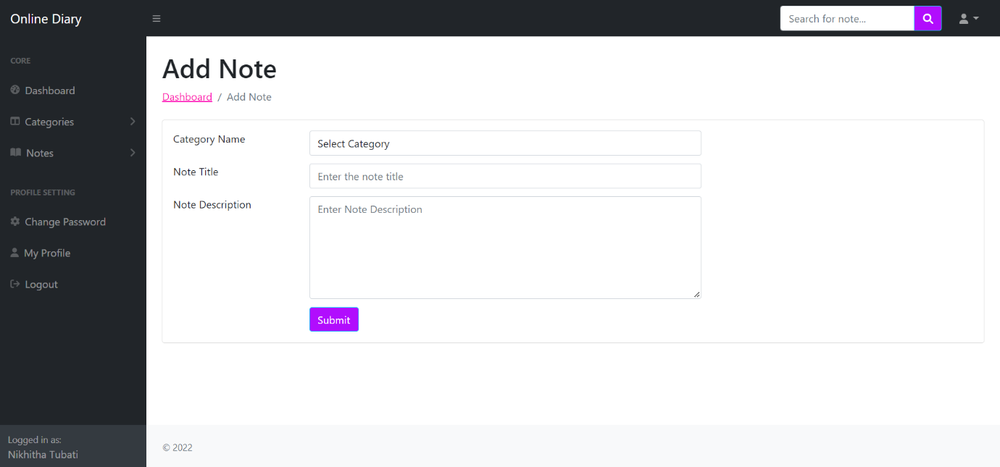 Online Diary
Search for note...
CORE
Dashboard
Categories
Notes
PROFILE SETTING
Change Password
My Profile
Logout
Logged in as:
Nikhitha Tubati
Add Note
Dashboard / Add Note
Category Name
Select Category
Note Title
Enter the note title
Note Description
Enter Note Description
Submit
© 2022